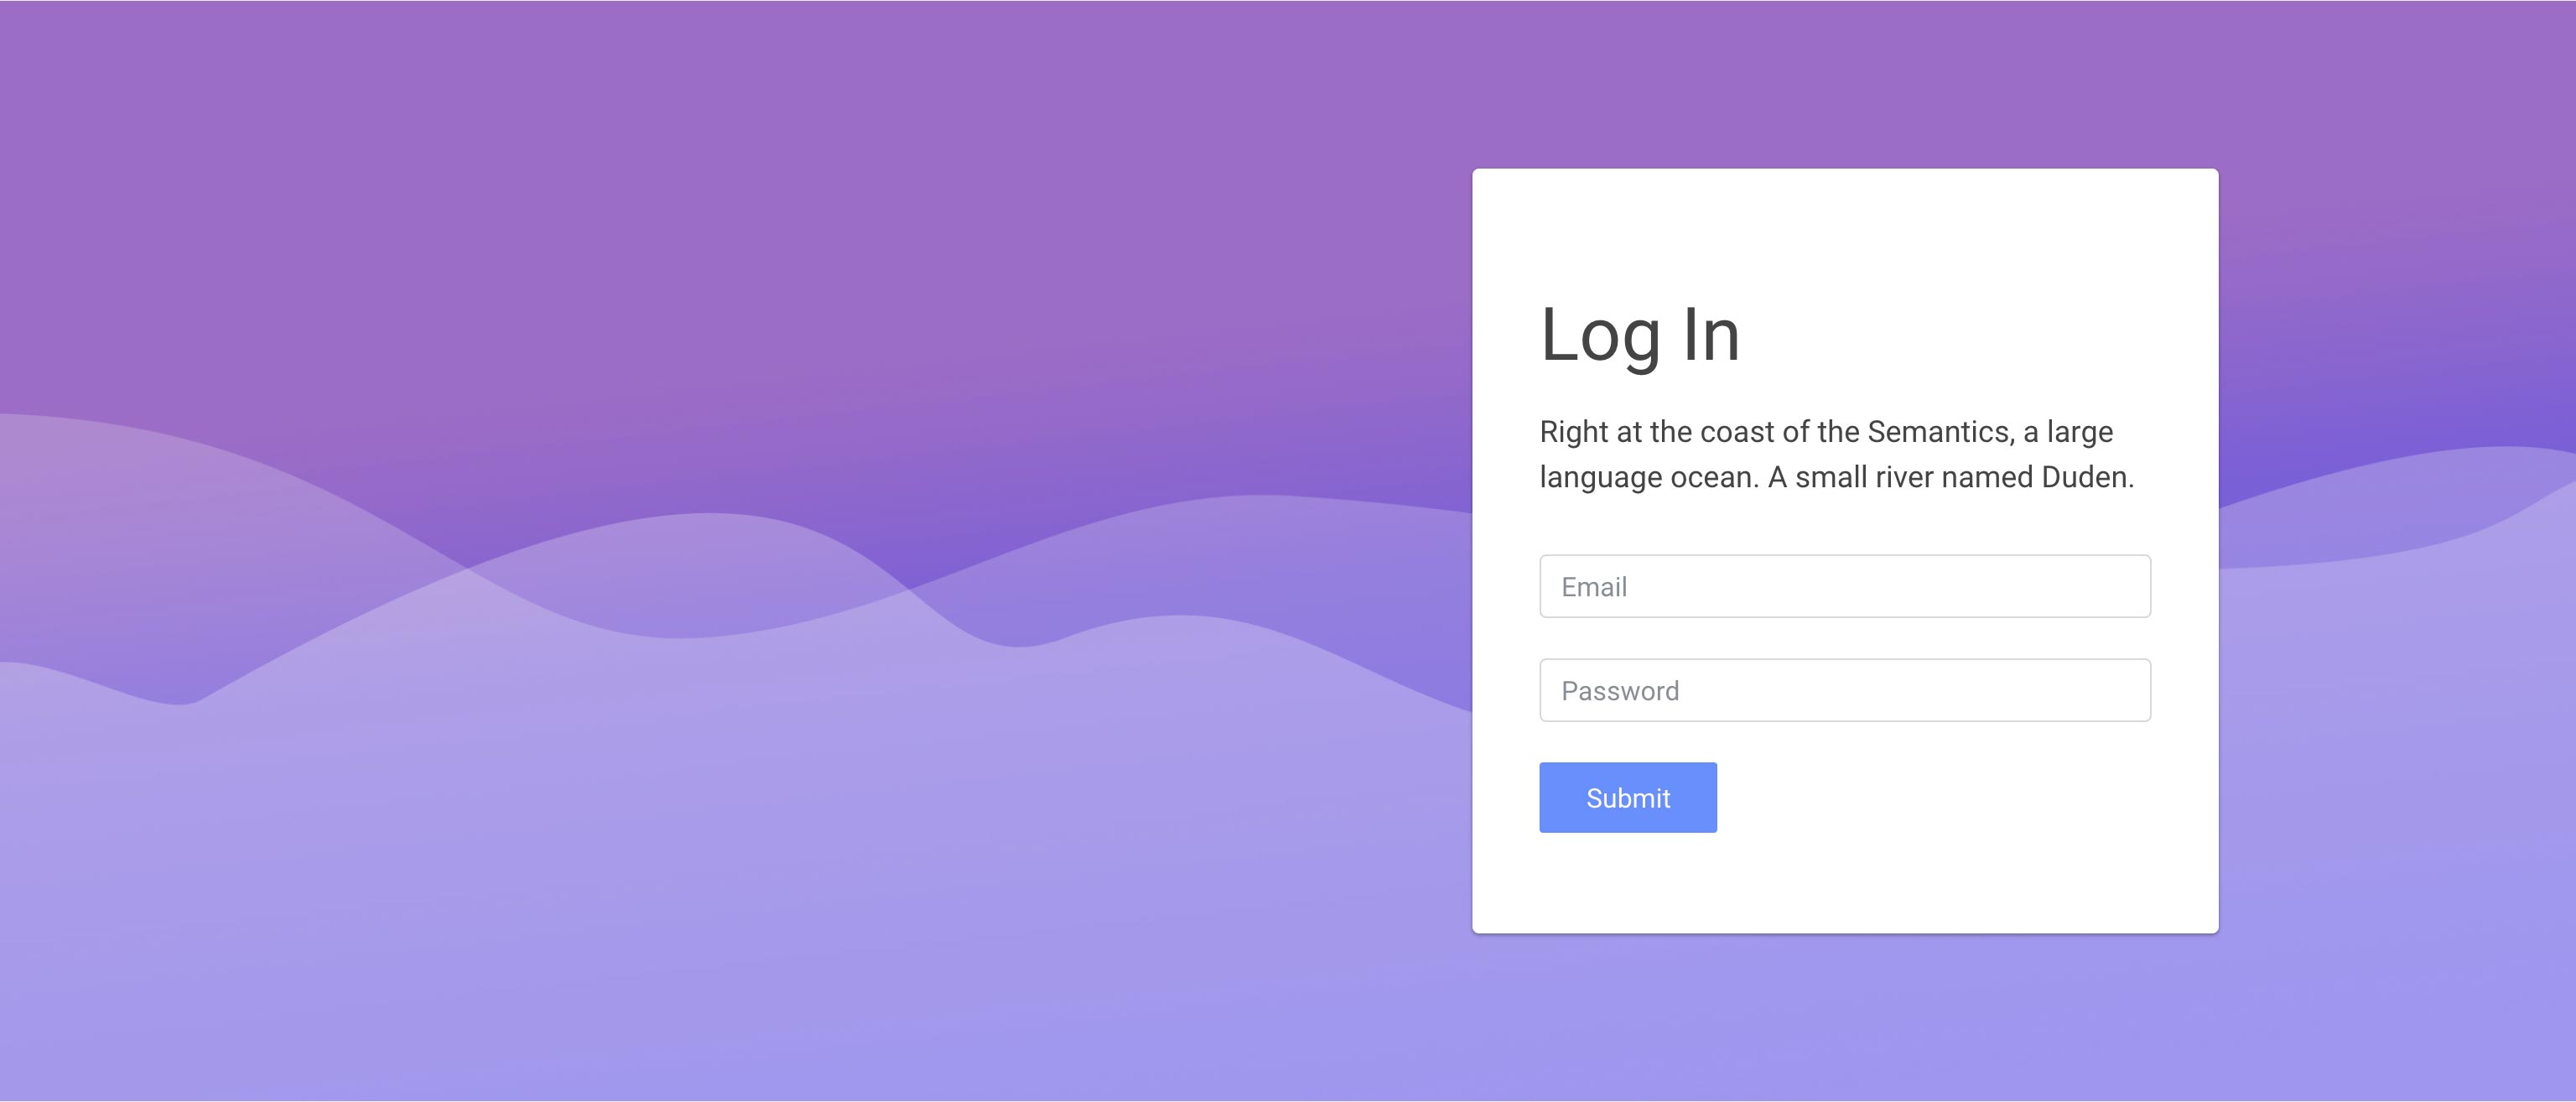 Log In
Right at the coast of the Semantics, a large
language ocean. A small river named Duden.
Email
Password
Submit